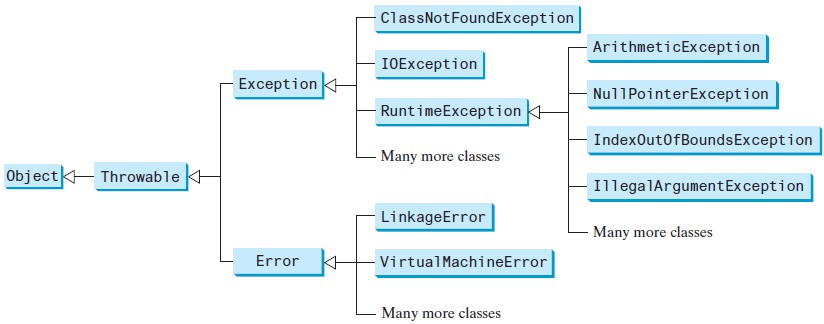 ClassNotFoundException
ArithmeticException
IOException
Exception
NullPointerException
RuntimeException
IndexOutOfBoundsException
Many more classes
Object
Throwable
IllegalArgumentException
LinkageError
Many more classes
Error
VirtualMachineError
Many more classes